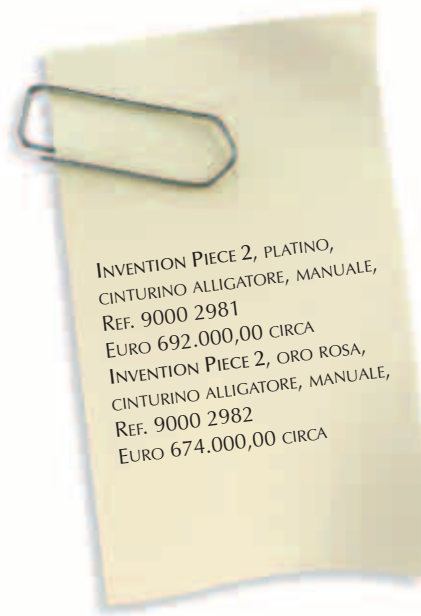 INVENTION PIECE 2, PLATINO,
CINTURINO ALLIGATORE, MANUALE,
REF. 9000 2981
EURO 692.000,00 CIRCA
INVENTION PIECE 2, ORO ROSA,
CINTURINO ALLIGATORE, MANUALE,
REF. 9000 2982
EURO 674.000,00 CIRCA